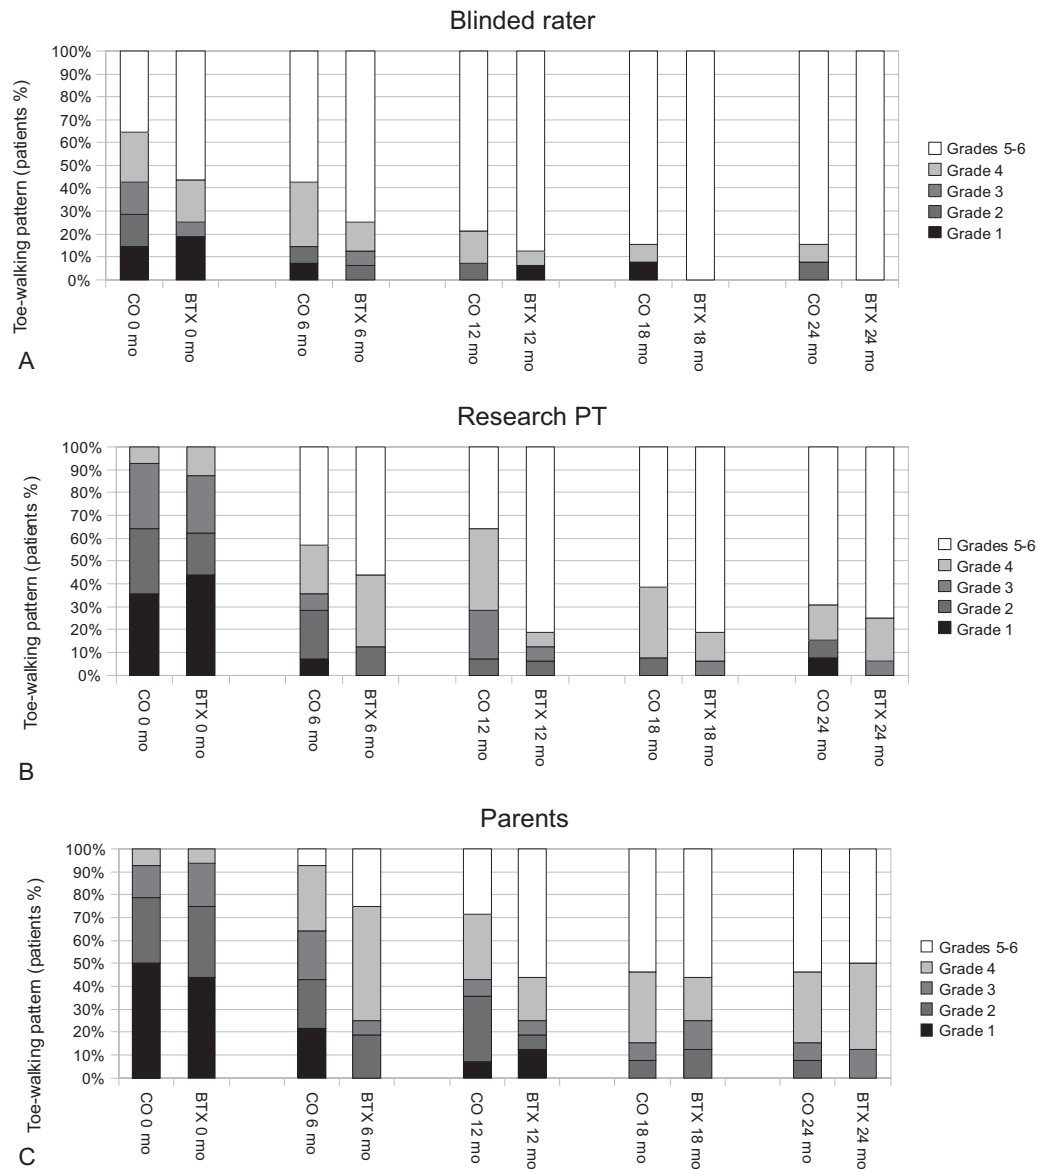 Blinded rater
Toe-walking pattern (patients %)
100%
90%
80%
70%
60%
50%
40%
30%
20%
10%
0%
CO 0 mo
BTX 0 mo
CO 6 mo
BTX 6 mo
CO 12 mo
BTX 12 mo
CO 18 mo
BTX 18 mo
CO 24 mo
BTX 24 mo
Grades 5-6
Grade 4
Grade 3
Grade 2
Grade 1
A
Research PT
Toe-walking pattern (patients %)
100%
90%
80%
70%
60%
50%
40%
30%
20%
10%
0%
CO 0 mo
BTX 0 mo
CO 6 mo
BTX 6 mo
CO 12 mo
BTX 12 mo
CO 18 mo
BTX 18 mo
CO 24 mo
BTX 24 mo
Grades 5-6
Grade 4
Grade 3
Grade 2
Grade 1
B
Parents
Toe-walking pattern (patients %)
100%
90%
80%
70%
60%
50%
40%
30%
20%
10%
0%
CO 0 mo
BTX 0 mo
CO 6 mo
BTX 6 mo
CO 12 mo
BTX 12 mo
CO 18 mo
BTX 18 mo
CO 24 mo
BTX 24 mo
Grades 5-6
Grade 4
Grade 3
Grade 2
Grade 1
C